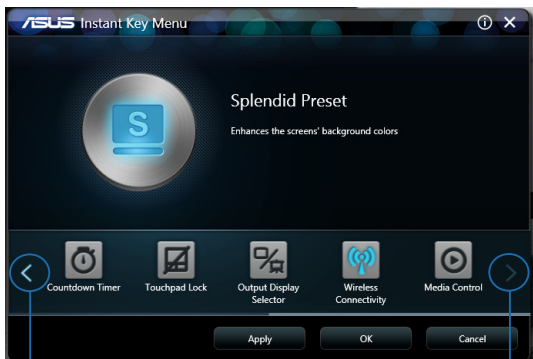 ASUS Instant Key Menu
S
Splendid Preset
Enhances the screens' background colors
Countdown Timer
Touchpad Lock
Output Display
Selector
Wireless
Connectivity
Media Control
Apply
OK
Cancel